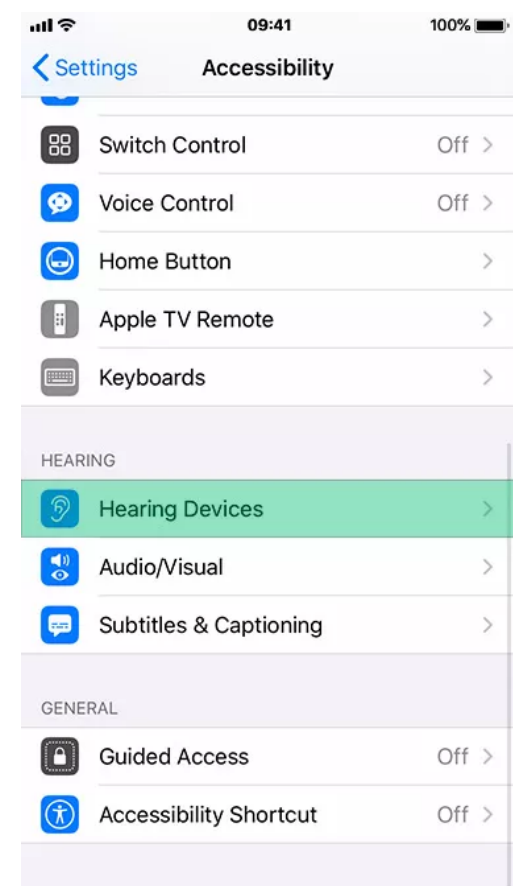 09:41
100%
Settings
Accessibility
Switch Control Off
Voice Control Off
Home Button
Apple TV Remote
Keyboards
HEARING
Hearing Devices
Audio/Visual
Subtitles & Captioning
GENERAL
Guided Access Off
Accessibility Shortcut Off